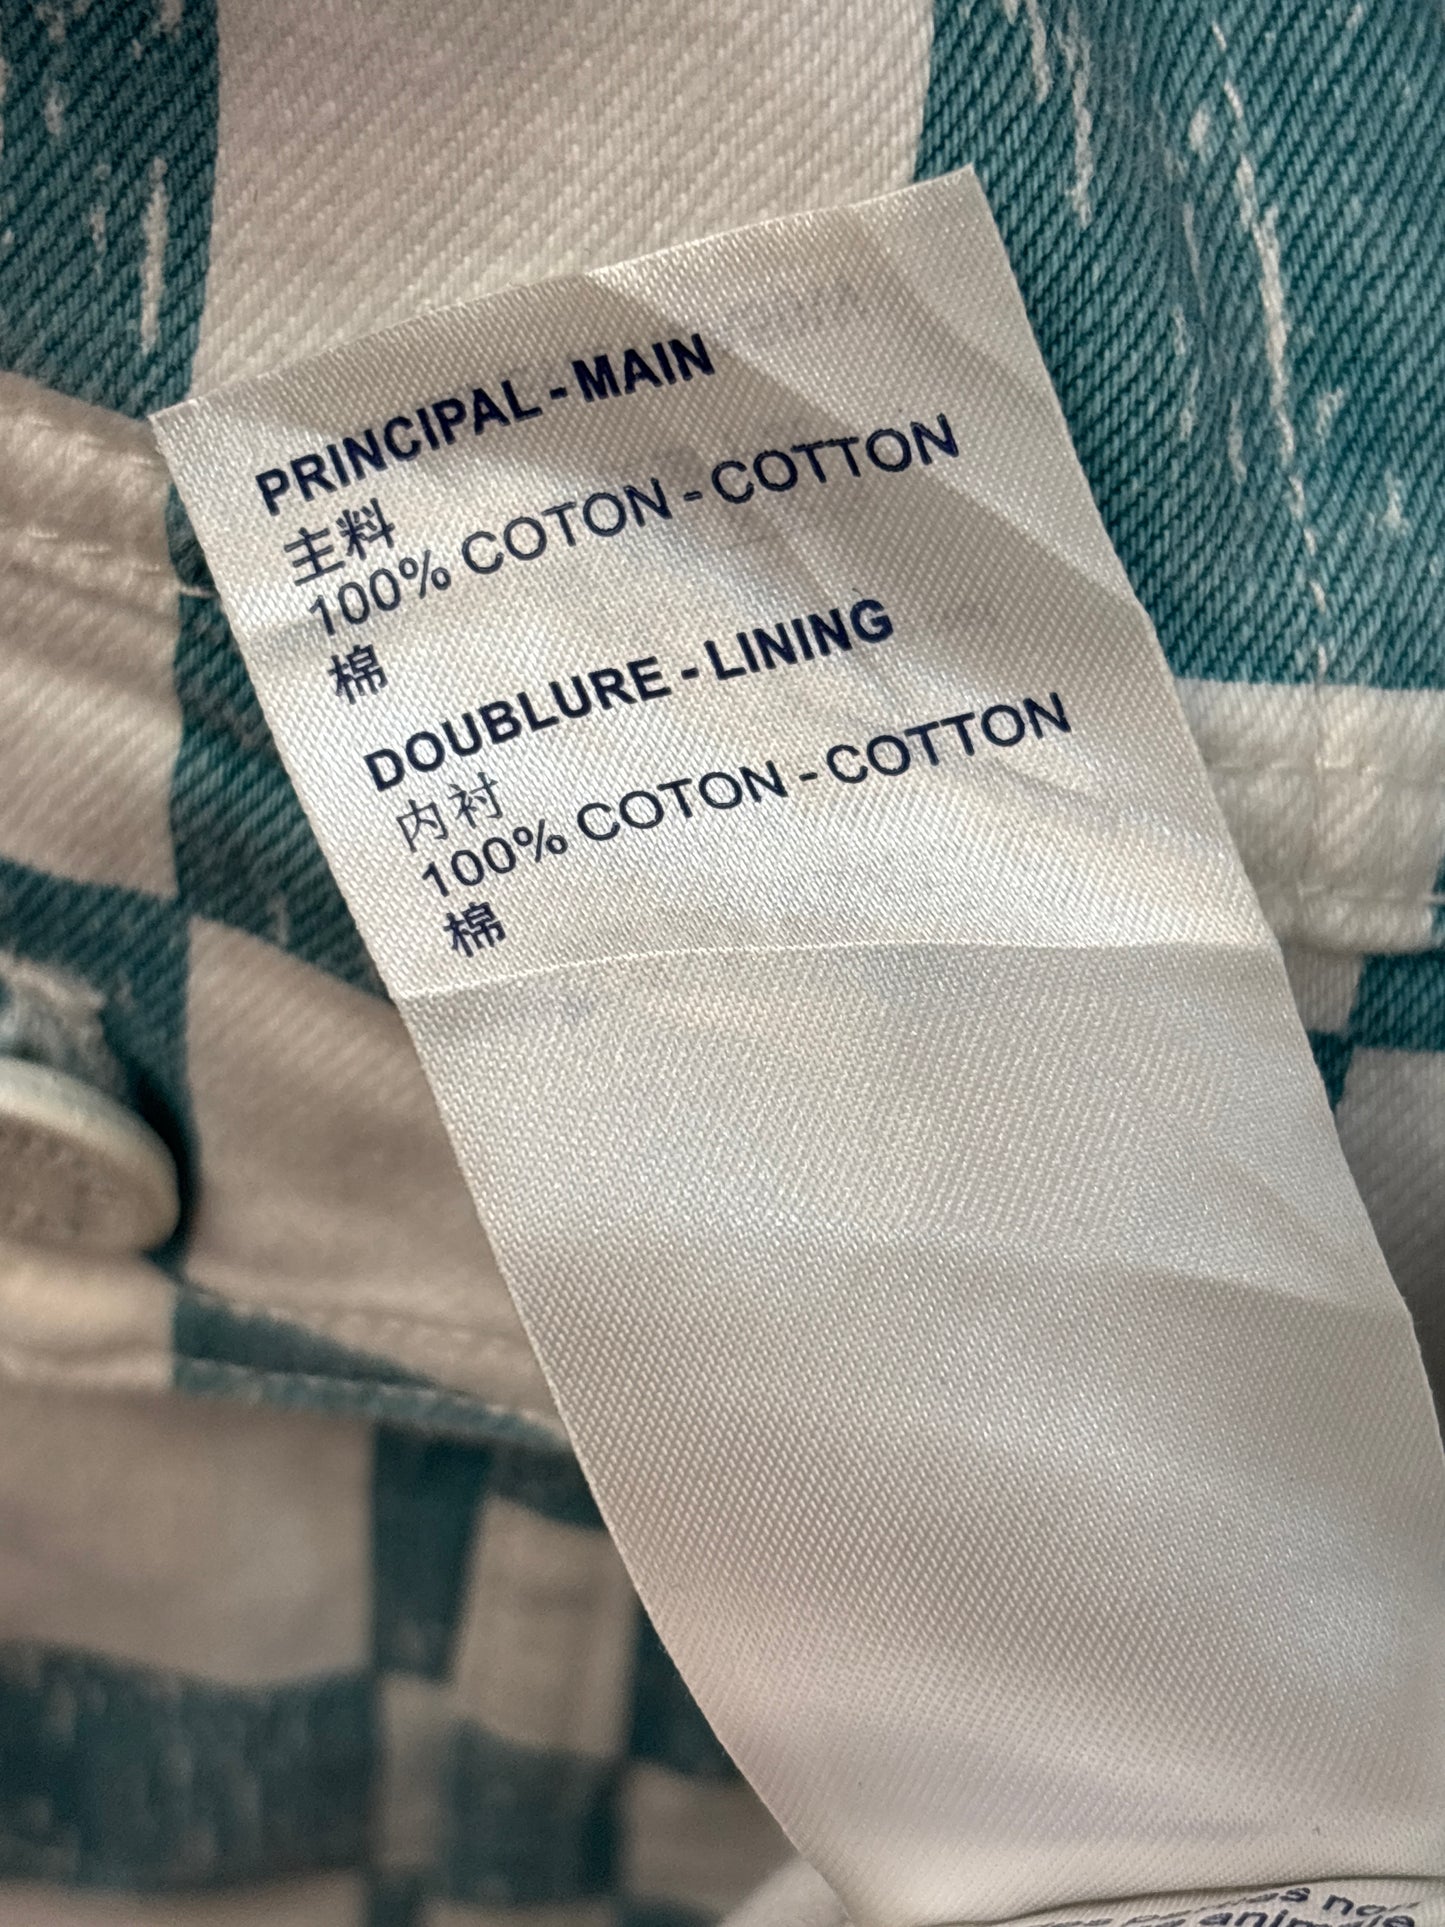 PRINCIPAL - MAIN
主料
100% COTON - COTTON
棉
DOUBLURE - LINING
内衬
100% COTON - COTTON
棉